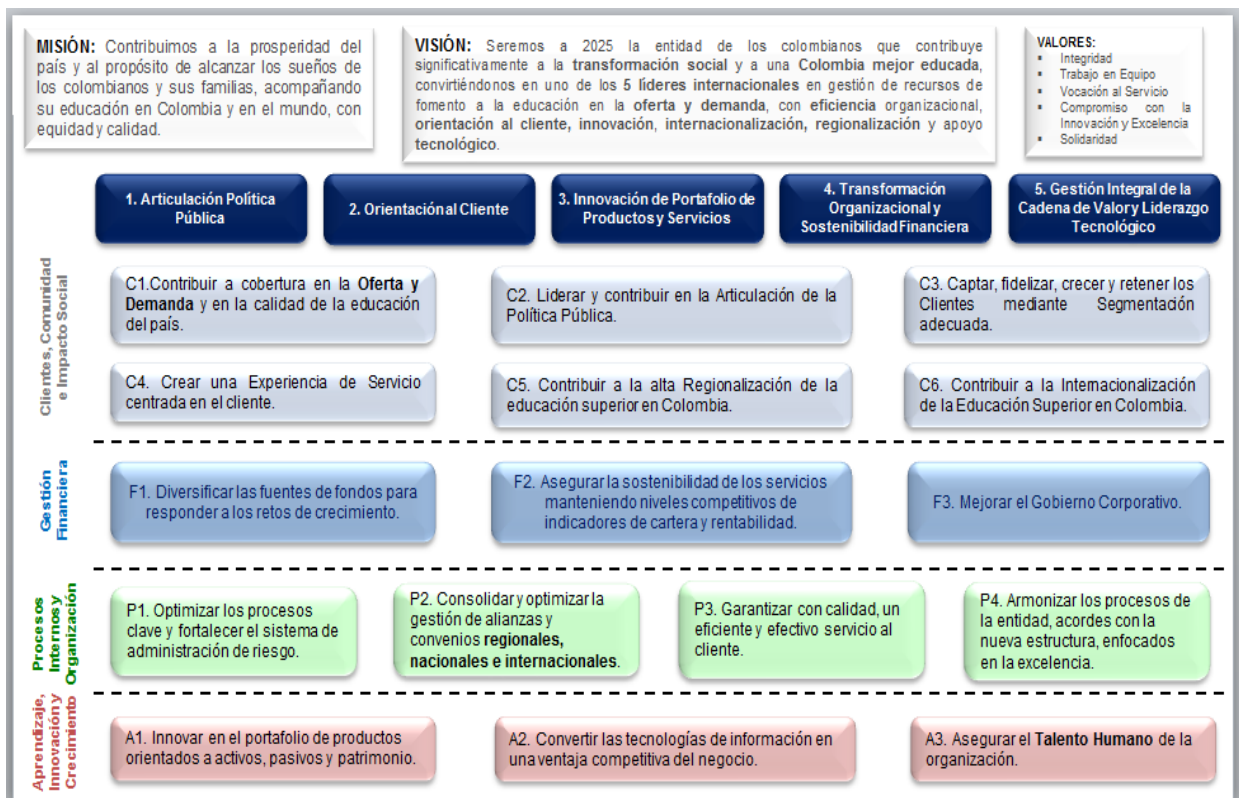 MISIÓN: Contribuimos a la prosperidad del
país y al propósito de alcanzar los sueños de
los colombianos y sus familias, acompañando
su educación en Colombia y en el mundo, con
equidad y calidad.
VISIÓN: Seremos a 2025 la entidad de los colombianos que contribuye
significativamente a la transformación social y a una Colombia mejor educada,
convirtiéndonos en uno de los 5 líderes internacionales en gestión de recursos de
fomento a la educación en la oferta y demanda, con eficiencia organizacional,
orientación al cliente, innovación, internacionalización, regionalización y apoyo
tecnológico.
VALORES:
▪ Integridad
▪ Trabajo en Equipo
▪ Vocación al Servicio
▪ Compromiso con la
Innovación y Excelencia
▪ Solidaridad
1. Articulación Política
Pública
2. Orientación al Cliente
3. Innovación de Portafolio de
Productos y Servicios
4. Transformación
Organizacional y
Sostenibilidad Financiera
5. Gestión Integral de la
Cadena de Valor y Liderazgo
Tecnológico
Clientes, Comunidad
e Impacto Social
C1.Contribuir a cobertura en la Oferta y
Demanda y en la calidad de la educación
del país.
C2. Liderar y contribuir en la Articulación de la
Política Pública.
C3. Captar, fidelizar, crecer y retener los
Clientes mediante Segmentación
adecuada.
C4. Crear una Experiencia de Servicio
centrada en el cliente.
C5. Contribuir a la alta Regionalización de la
educación superior en Colombia.
C6. Contribuir a la Internacionalización
de la Educación Superior en Colombia.
Gestión
Financiera
F1. Diversificar las fuentes de fondos para
responder a los retos de crecimiento.
F2. Asegurar la sostenibilidad de los servicios
manteniendo niveles competitivos de
indicadores de cartera y rentabilidad.
F3. Mejorar el Gobierno Corporativo.
Procesos
Internos y
Organización
P1. Optimizar los procesos
clave y fortalecer el sistema de
administración de riesgo.
P2. Consolidar y optimizar la
gestión de alianzas y
convenios regionales,
nacionales e internacionales.
P3. Garantizar con calidad, un
eficiente y efectivo servicio al
cliente.
P4. Armonizar los procesos de
la entidad, acordes con la
nueva estructura, enfocados
en la excelencia.
Aprendizaje,
Innovación y
Crecimiento
A1. Innovar en el portafolio de productos
orientados a activos, pasivos y patrimonio.
A2. Convertir las tecnologías de información en
una ventaja competitiva del negocio.
A3. Asegurar el Talento Humano de la
organización.